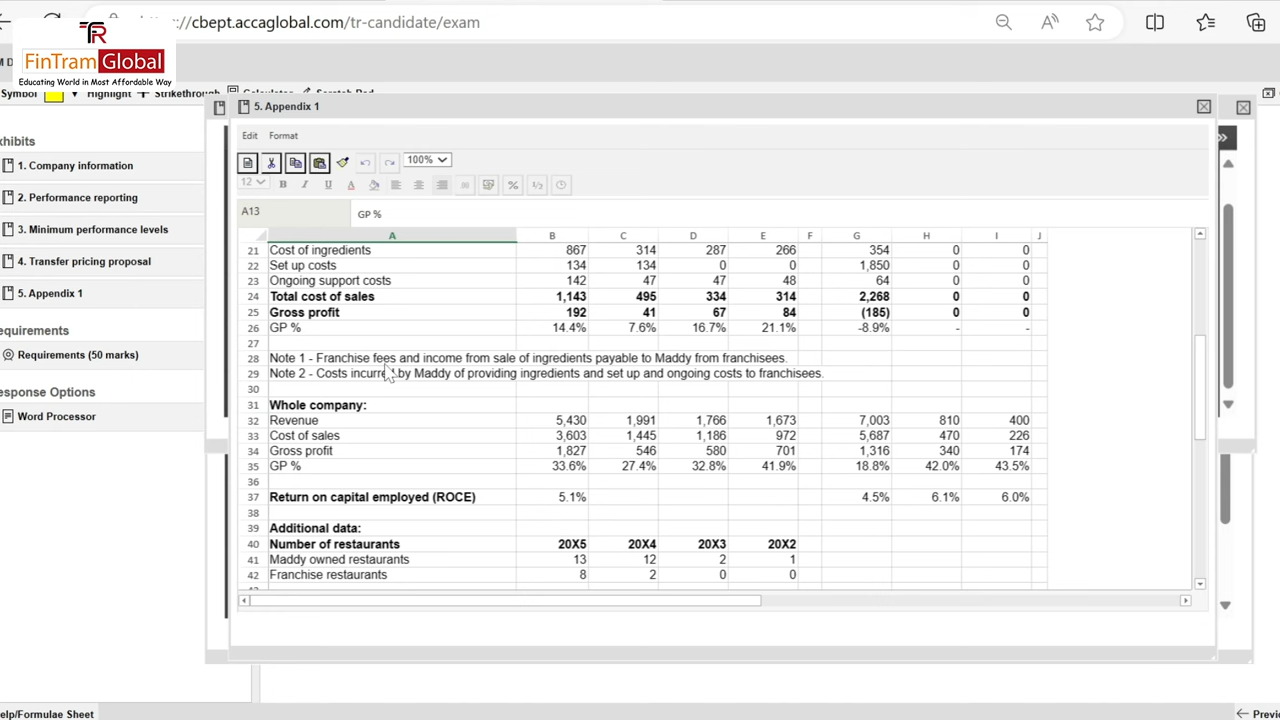 ://cbept.accaglobal.com/tr-candidate/exam
FR
FinTram Global
Educating World in Most Affordable Way
Symbol Highlight Strikethrough Calculator Scratch Pad
5. Appendix 1
Edit Format
100%
12 B I U A % ½
A13 GP %
A B C D E F G H I J
21 Cost of ingredients 867 314 287 266 354 0 0
22 Set up costs 134 134 0 0 1,850 0 0
23 Ongoing support costs 142 47 47 48 64 0 0
24 Total cost of sales 1,143 495 334 314 2,268 0 0
25 Gross profit 192 41 67 84 (185) 0 0
26 GP % 14.4% 7.6% 16.7% 21.1% -8.9% - -
27
28 Note 1 - Franchise fees and income from sale of ingredients payable to Maddy from franchisees.
29 Note 2 - Costs incurred by Maddy of providing ingredients and set up and ongoing costs to franchisees.
30
31 Whole company:
32 Revenue 5,430 1,991 1,766 1,673 7,003 810 400
33 Cost of sales 3,603 1,445 1,186 972 5,687 470 226
34 Gross profit 1,827 546 580 701 1,316 340 174
35 GP % 33.6% 27.4% 32.8% 41.9% 18.8% 42.0% 43.5%
36
37 Return on capital employed (ROCE) 5.1% 4.5% 6.1% 6.0%
38
39 Additional data:
40 Number of restaurants 20X5 20X4 20X3 20X2
41 Maddy owned restaurants 13 12 2 1
42 Franchise restaurants 8 2 0 0
xhibits
1. Company information
2. Performance reporting
3. Minimum performance levels
4. Transfer pricing proposal
5. Appendix 1
Requirements
Requirements (50 marks)
esponse Options
Word Processor
elp/Formulae Sheet
Previo